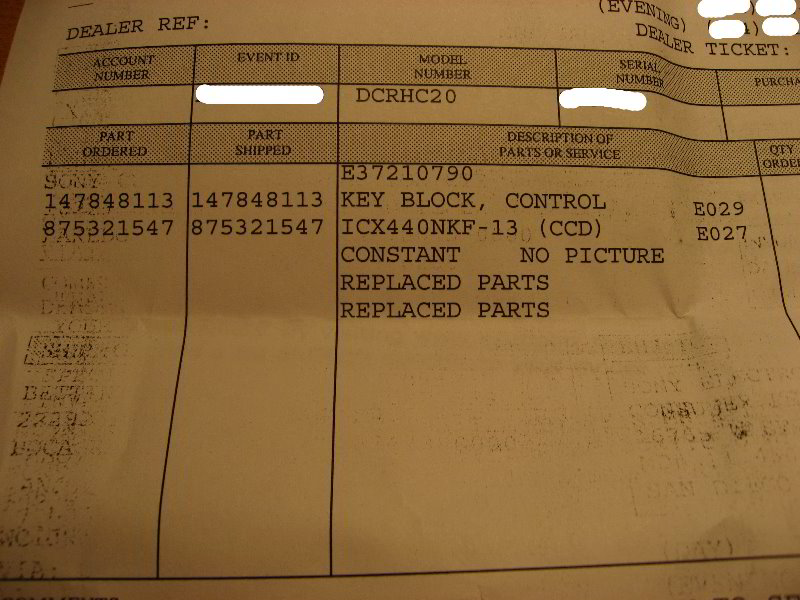 (EVENING)
DEALER REF:
DEALER TICKET:
ACCOUNT NUMBER EVENT ID MODEL NUMBER SERIAL NUMBER
DCRHC20
PART ORDERED PART SHIPPED DESCRIPTION OF PARTS OR SERVICE QTY
E37210790
147848113 147848113 KEY BLOCK, CONTROL E029
875321547 875321547 ICX440NKF-13 (CCD) E027
CONSTANT NO PICTURE
REPLACED PARTS
REPLACED PARTS